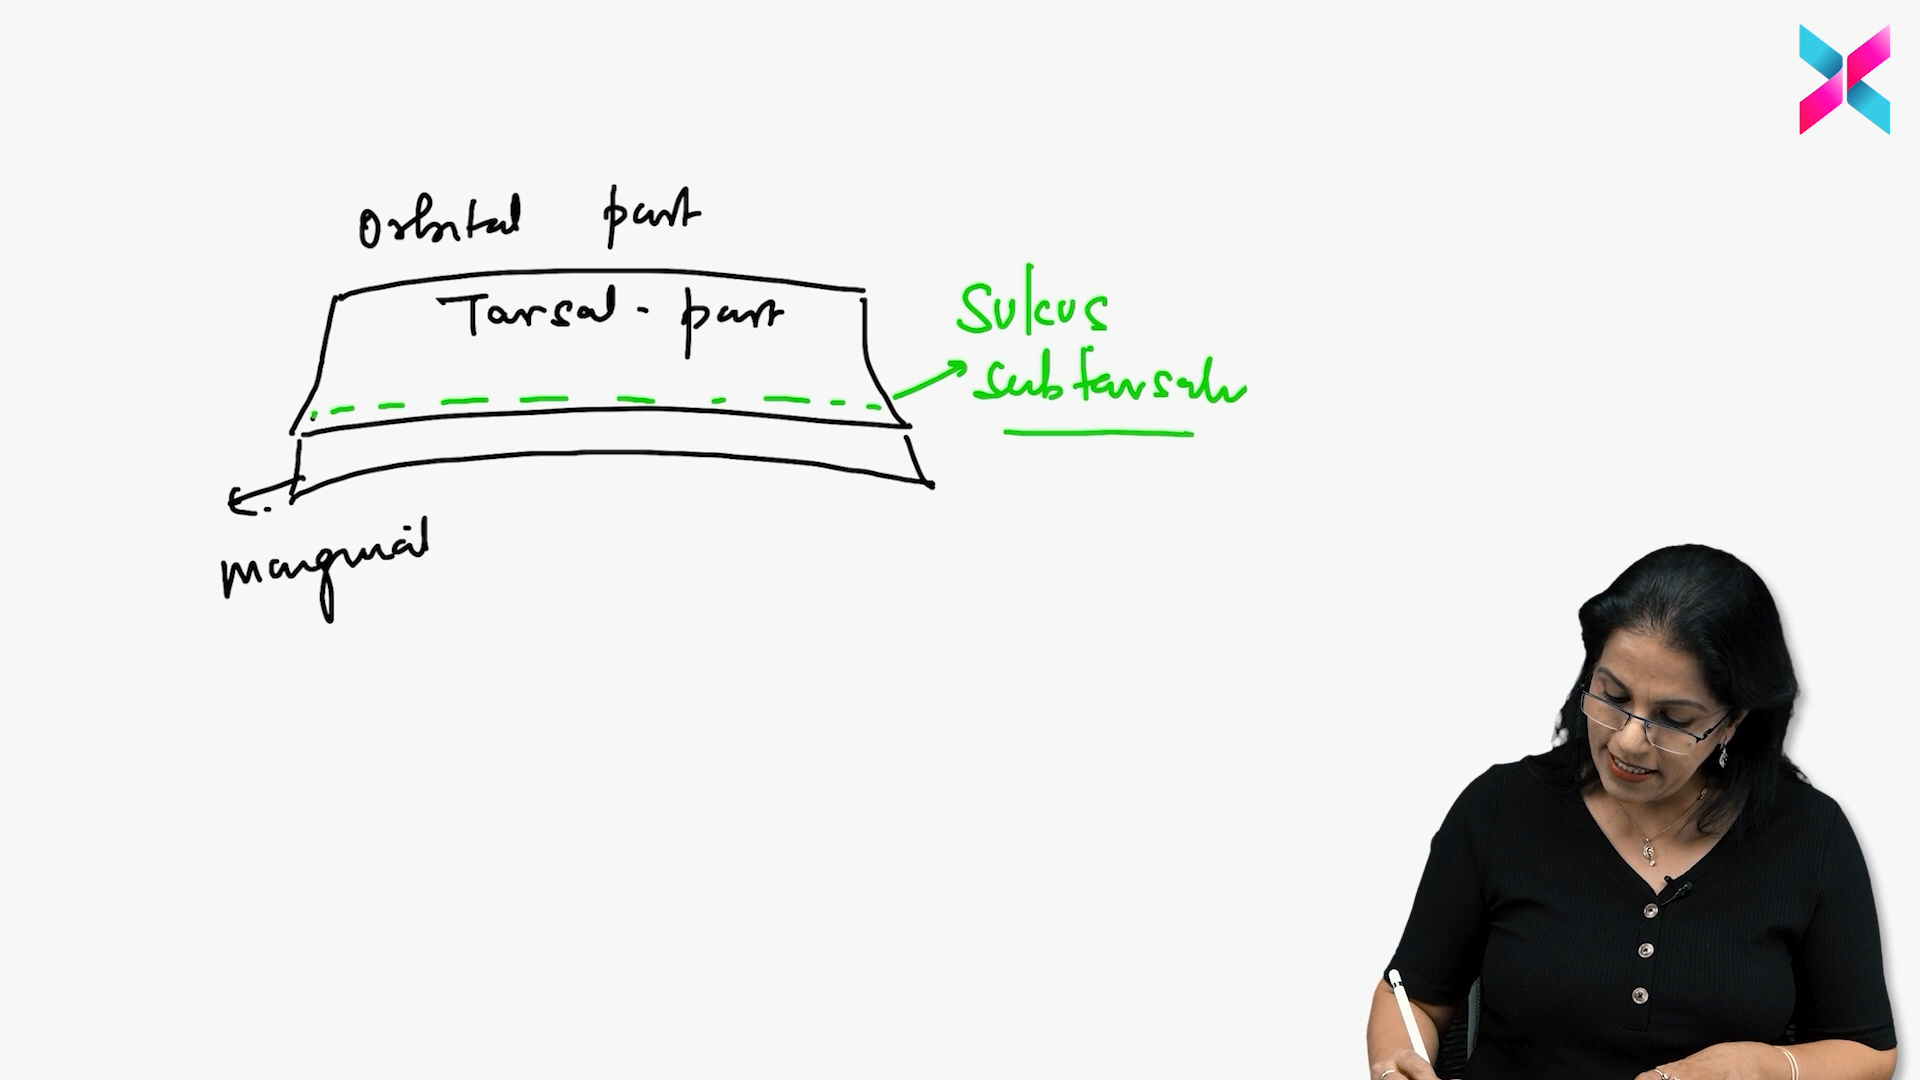 Orbital part
Tarsal - part
Sulcus
subtarsalis
marginal